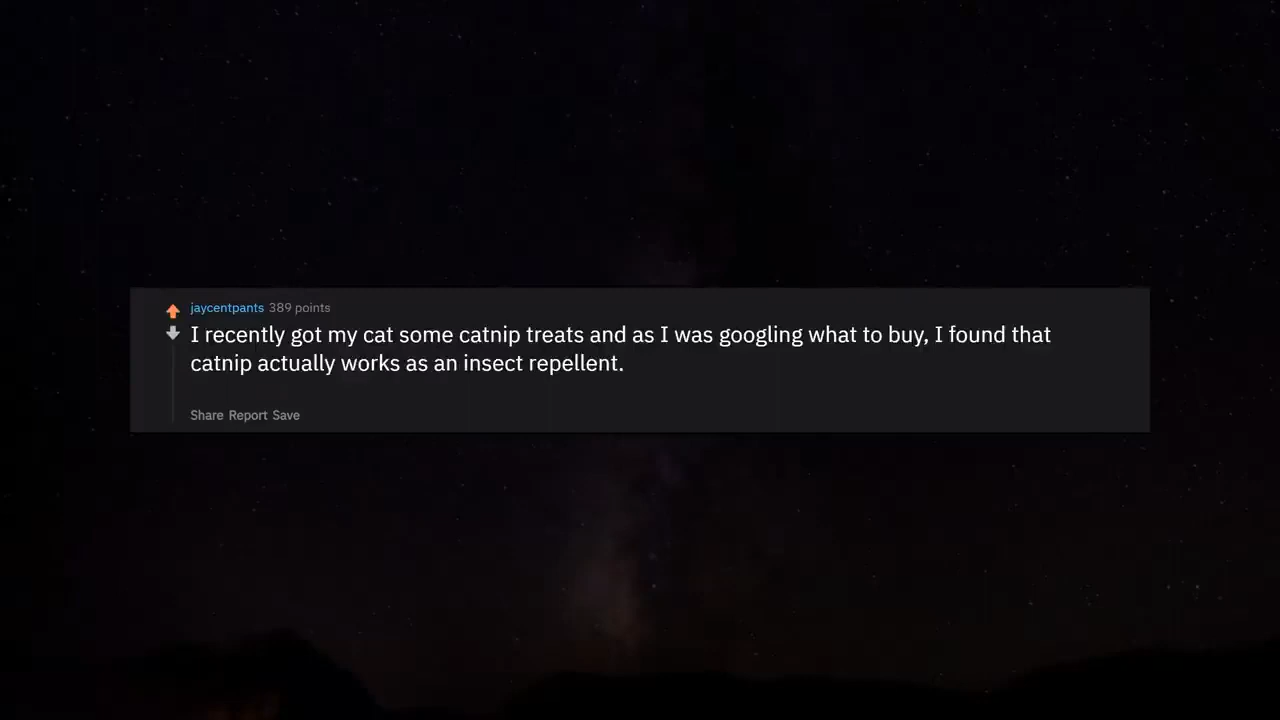 jaycentpants 389 points
I recently got my cat some catnip treats and as I was googling what to buy, I found that
catnip actually works as an insect repellent.
Share Report Save